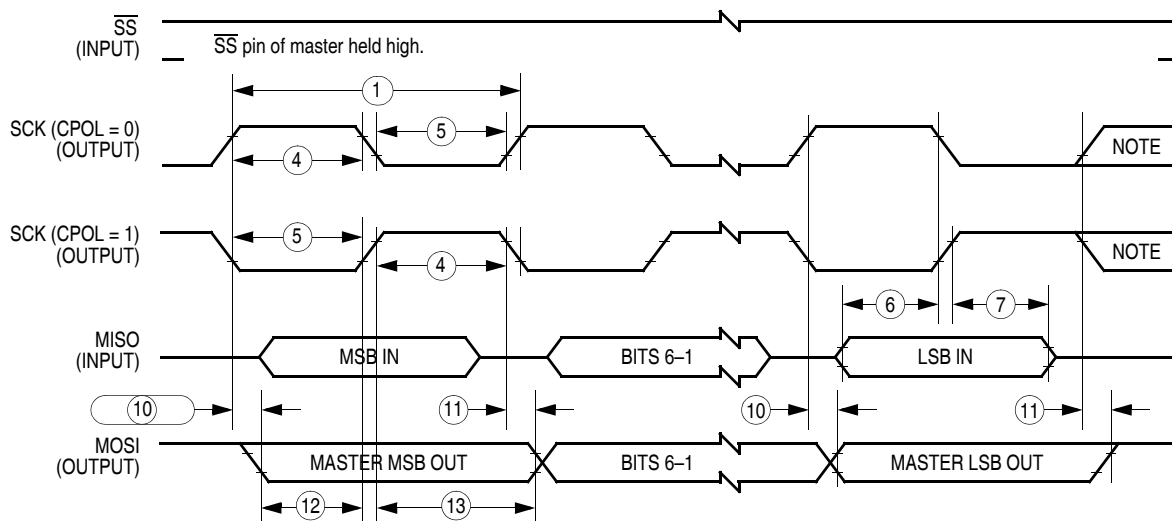 SS
(INPUT)
SS pin of master held high.
1
SCK (CPOL = 0)
(OUTPUT)
5
4
NOTE
SCK (CPOL = 1)
(OUTPUT)
5
4
NOTE
6
7
MISO
(INPUT)
MSB IN
BITS 6–1
LSB IN
10
11
10
11
MOSI
(OUTPUT)
MASTER MSB OUT
BITS 6–1
MASTER LSB OUT
12
13